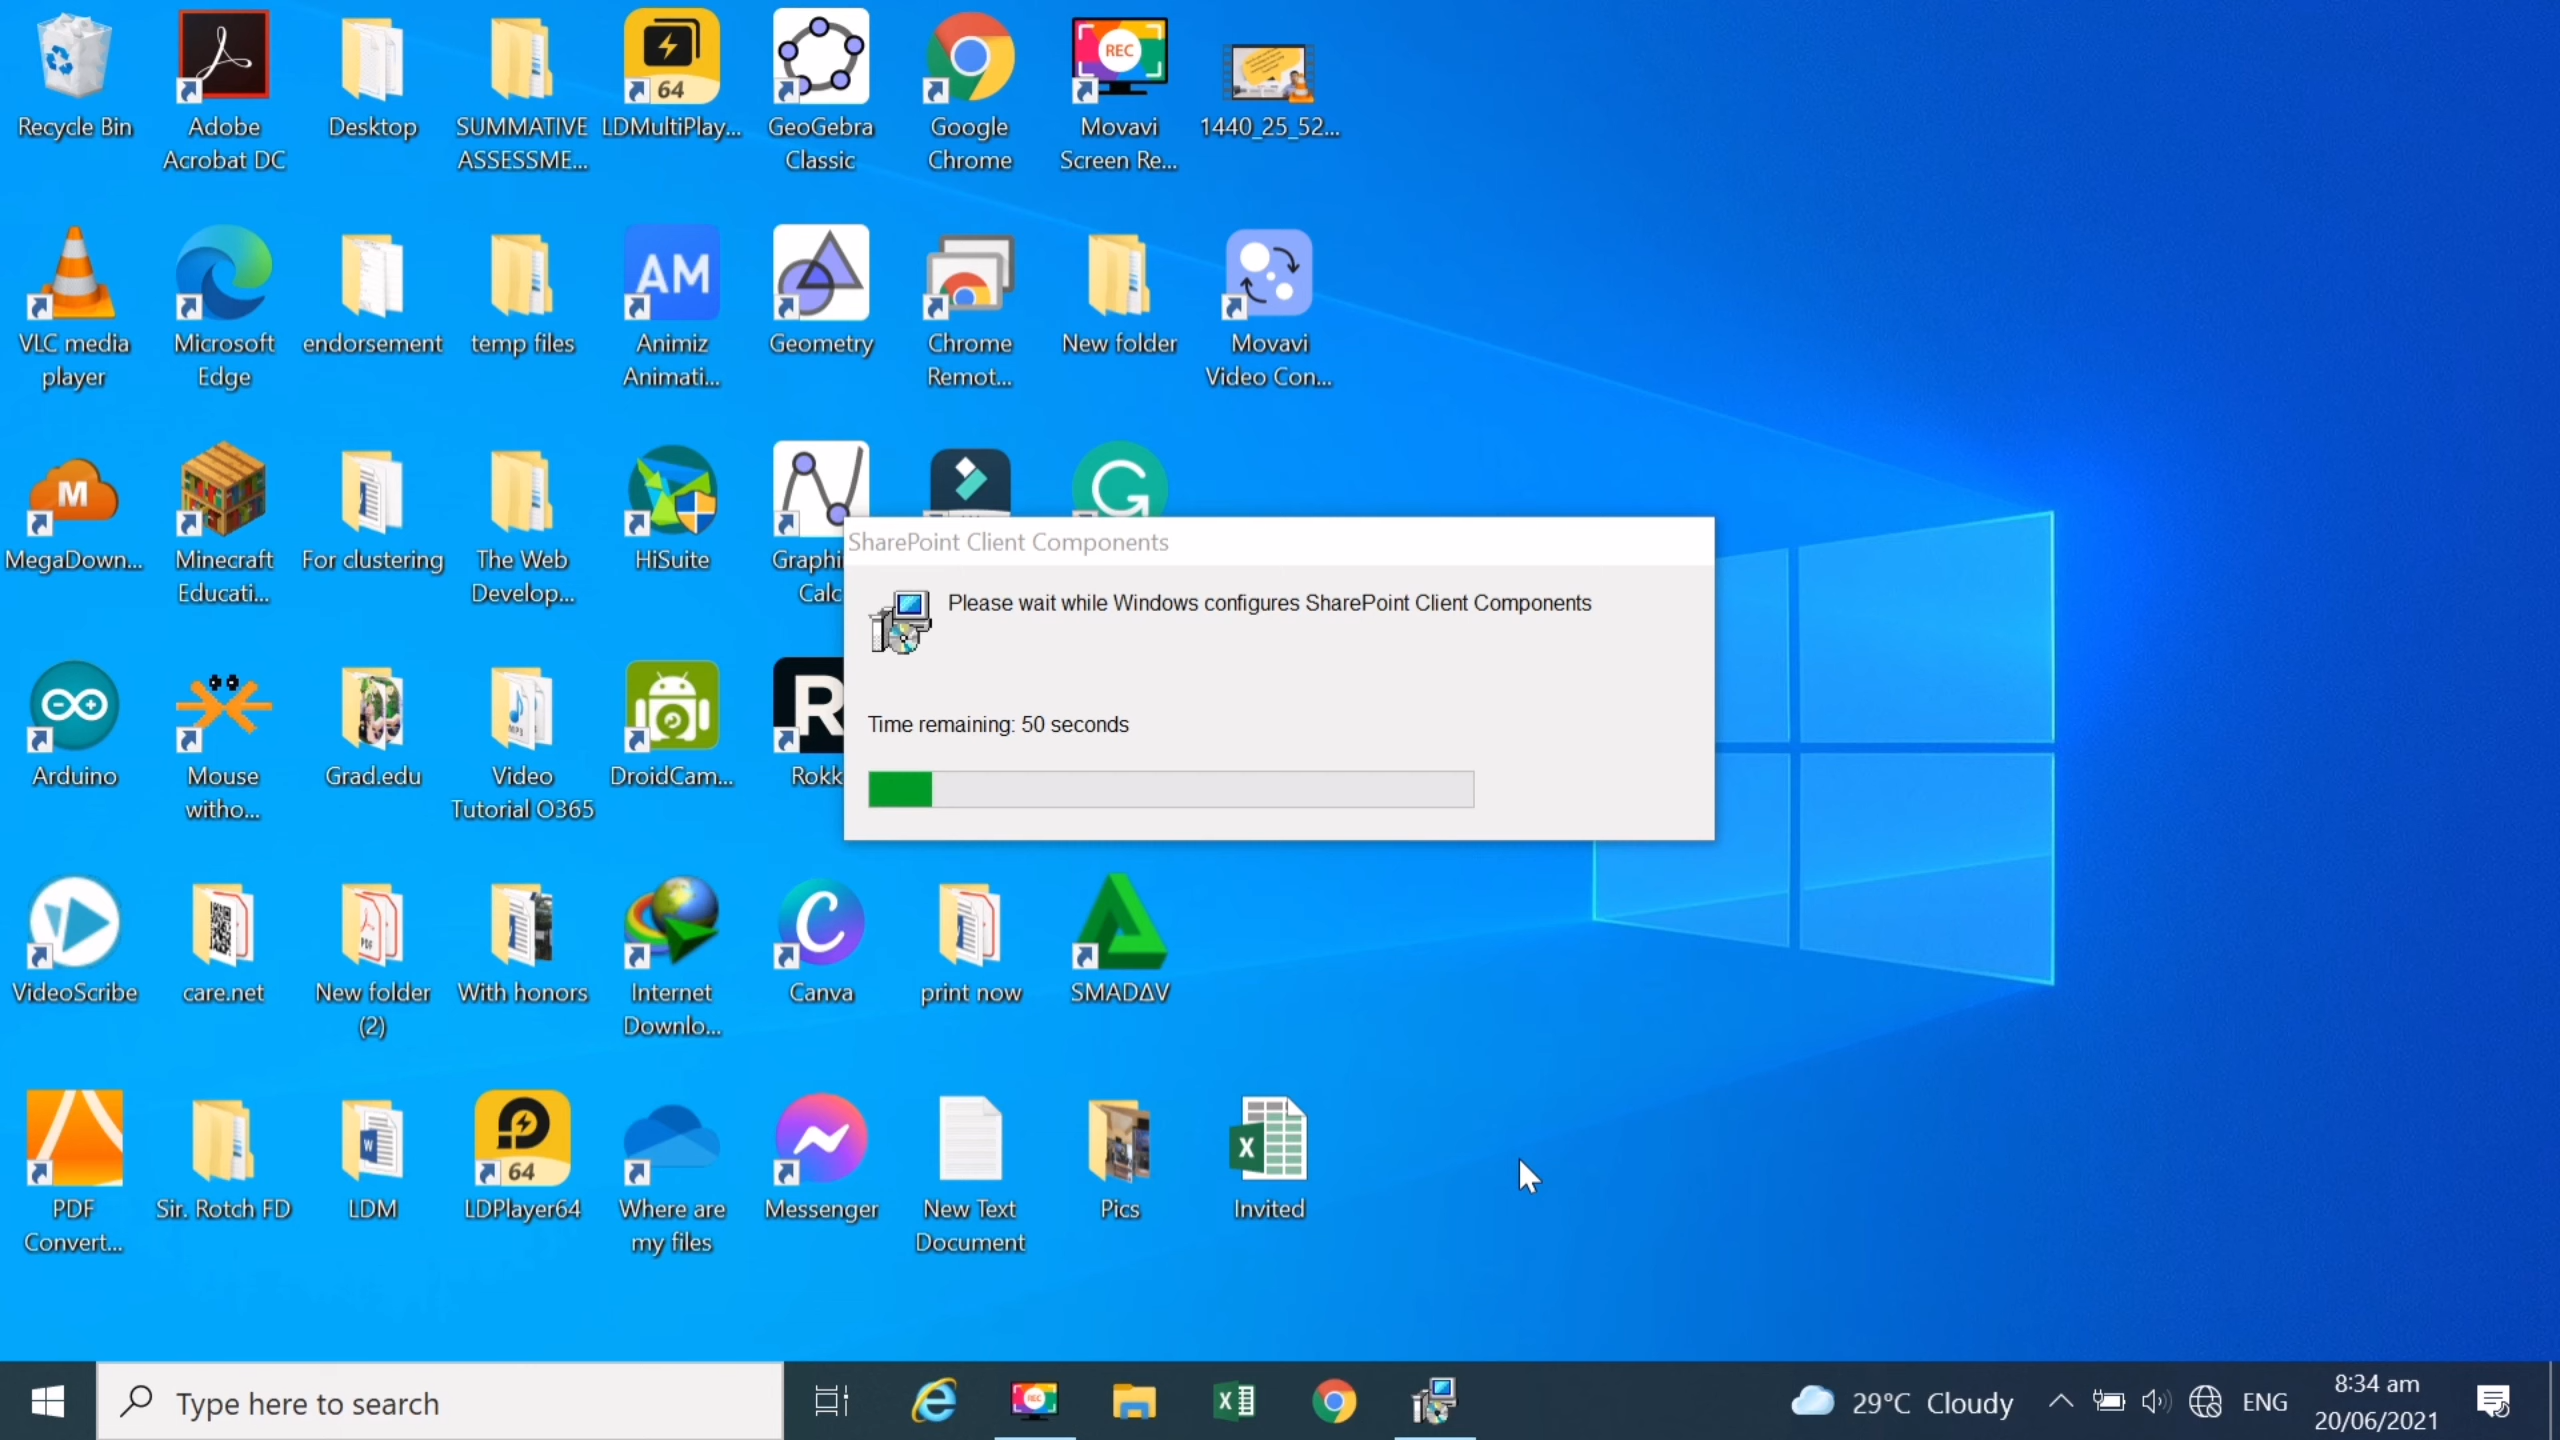 Recycle Bin
Adobe
Acrobat DC
Desktop
SUMMATIVE
ASSESSME...
64
LDMultiPlay...
GeoGebra
Classic
Google
Chrome
REC
Movavi
Screen Re...
1440_25_52...
VLC media
player
Microsoft
Edge
endorsement
temp files
AM
Animiz
Animati...
Geometry
Chrome
Remot...
New folder
Movavi
Video Con...
M
MegaDown...
Minecraft
Educati...
For clustering
The Web
Develop...
HiSuite
Graphi
Calc
G
SharePoint Client Components
Please wait while Windows configures SharePoint Client Components
Time remaining: 50 seconds
Arduino
Mouse
witho...
Grad.edu
MP3
Video
Tutorial O365
DroidCam...
R
Rokk
VideoScribe
care.net
PDF
New folder
(2)
With honors
Internet
Downlo...
C
Canva
print now
SMADΔV
PDF
Convert...
Sir. Rotch FD
W
LDM
64
LDPlayer64
Where are
my files
Messenger
New Text
Document
Pics
X
Invited
Type here to search
REC
X
29°C Cloudy
ENG
8:34 am
20/06/2021